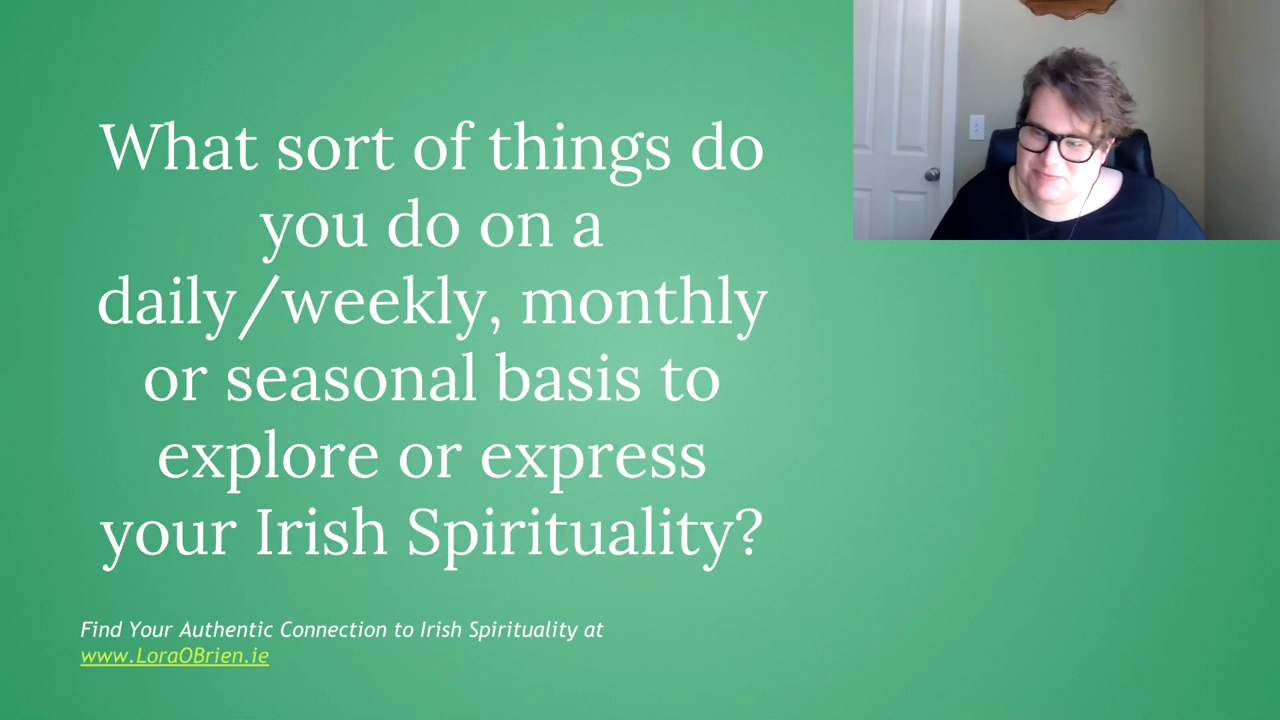 What sort of things do
you do on a
daily/weekly, monthly
or seasonal basis to
explore or express
your Irish Spirituality?
Find Your Authentic Connection to Irish Spirituality at
www.LoraOBrien.ie